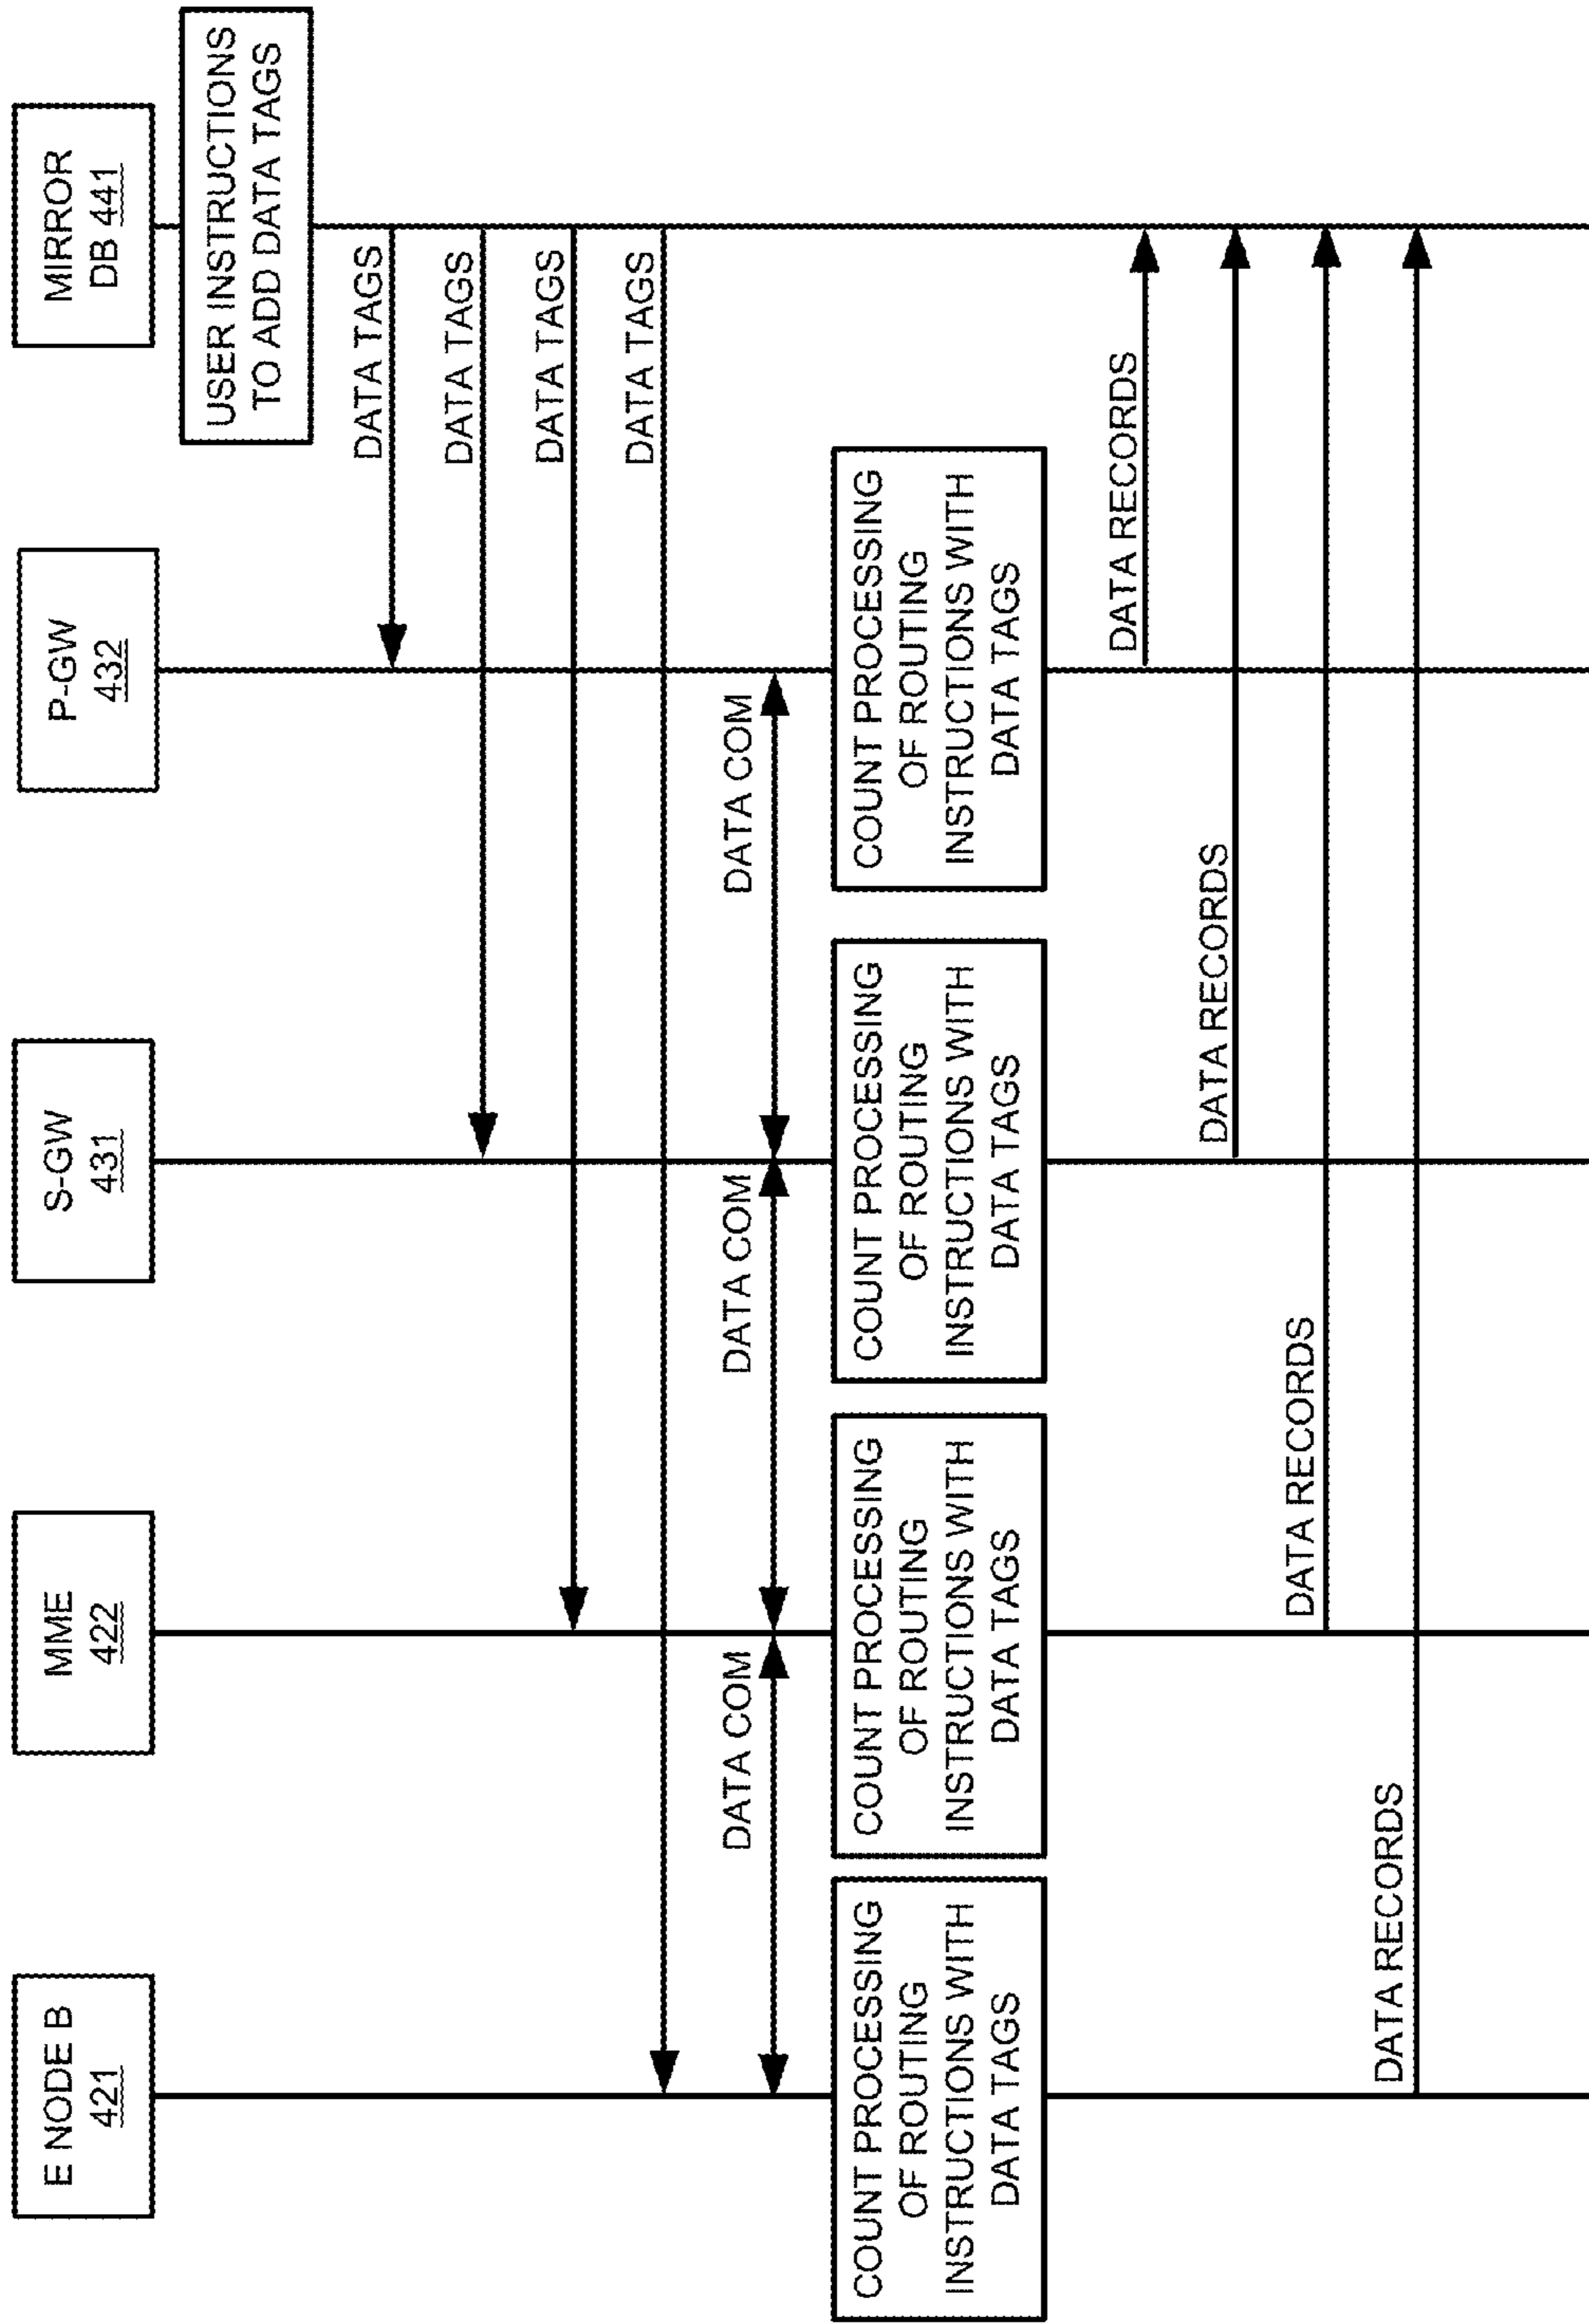 E NODE B
421
MME
422
S-GW
431
P-GW
432
MIRROR
DB 441
USER INSTRUCTIONS
TO ADD DATA TAGS
DATA TAGS
DATA TAGS
DATA TAGS
DATA TAGS
DATA COM
DATA COM
DATA COM
COUNT PROCESSING
OF ROUTING
INSTRUCTIONS WITH
DATA TAGS
COUNT PROCESSING
OF ROUTING
INSTRUCTIONS WITH
DATA TAGS
COUNT PROCESSING
OF ROUTING
INSTRUCTIONS WITH
DATA TAGS
COUNT PROCESSING
OF ROUTING
INSTRUCTIONS WITH
DATA TAGS
DATA RECORDS
DATA RECORDS
DATA RECORDS
DATA RECORDS